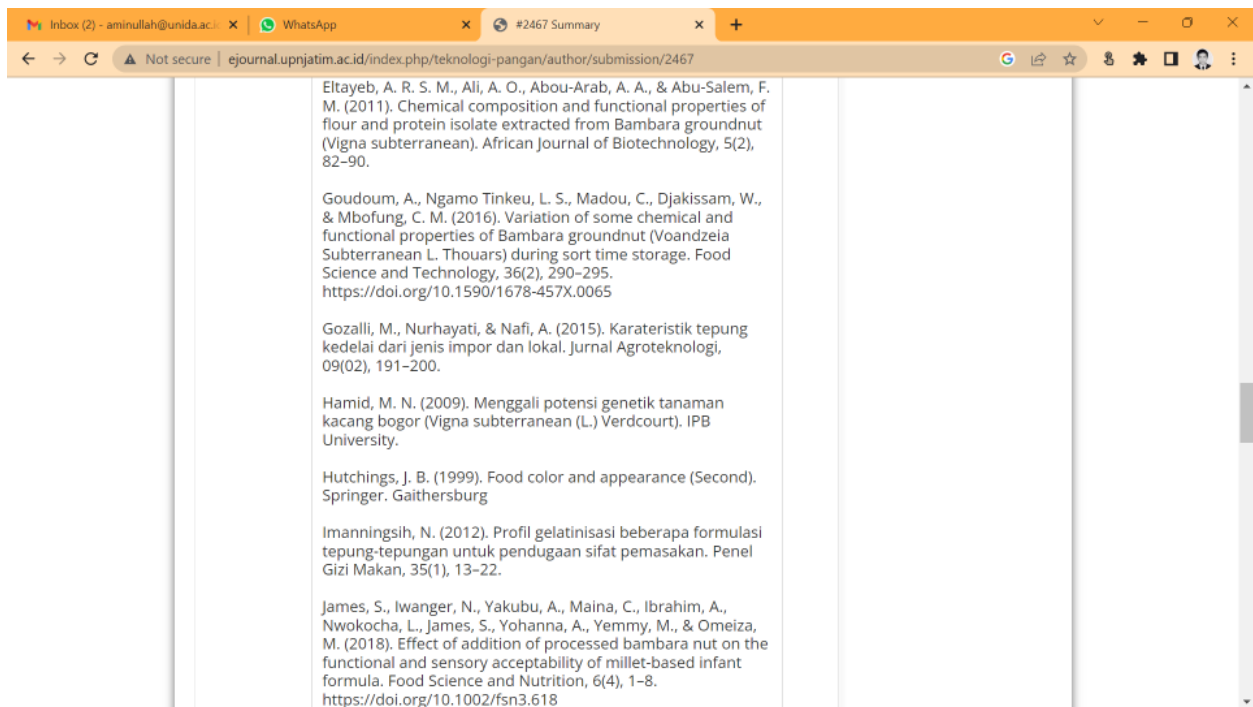 Inbox (2) - aminullah@unida.ac.i
WhatsApp
#2467 Summary
Not secure | ejournal.upnjatim.ac.id/index.php/teknologi-pangan/author/submission/2467
Eltayeb, A. R. S. M., Ali, A. O., Abou-Arab, A. A., & Abu-Salem, F.
M. (2011). Chemical composition and functional properties of
flour and protein isolate extracted from Bambara groundnut
(Vigna subterranean). African Journal of Biotechnology, 5(2),
82–90.
Goudoum, A., Ngamo Tinkeu, L. S., Madou, C., Djakissam, W.,
& Mbofung, C. M. (2016). Variation of some chemical and
functional properties of Bambara groundnut (Voandzeia
Subterranean L. Thouars) during sort time storage. Food
Science and Technology, 36(2), 290–295.
https://doi.org/10.1590/1678-457X.0065
Gozalli, M., Nurhayati, & Nafi, A. (2015). Karateristik tepung
kedelai dari jenis impor dan lokal. Jurnal Agroteknologi,
09(02), 191–200.
Hamid, M. N. (2009). Menggali potensi genetik tanaman
kacang bogor (Vigna subterranean (L.) Verdcourt). IPB
University.
Hutchings, J. B. (1999). Food color and appearance (Second).
Springer. Gaithersburg
Imanningsih, N. (2012). Profil gelatinisasi beberapa formulasi
tepung-tepungan untuk pendugaan sifat pemasakan. Penel
Gizi Makan, 35(1), 13–22.
James, S., Iwanger, N., Yakubu, A., Maina, C., Ibrahim, A.,
Nwokocha, L., James, S., Yohanna, A., Yemmy, M., & Omeiza,
M. (2018). Effect of addition of processed bambara nut on the
functional and sensory acceptability of millet-based infant
formula. Food Science and Nutrition, 6(4), 1–8.
https://doi.org/10.1002/fsn3.618